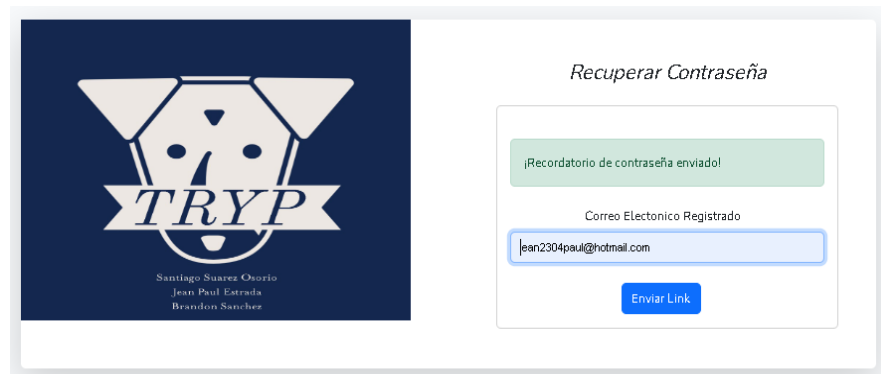 TRYP
Santiago Suarez Osorio
Jean Paul Estrada
Brandon Sanchez
Recuperar Contraseña
¡Recordatorio de contraseña enviado!
Correo Electonico Registrado
jean2304paul@hotmail.com
Enviar Link